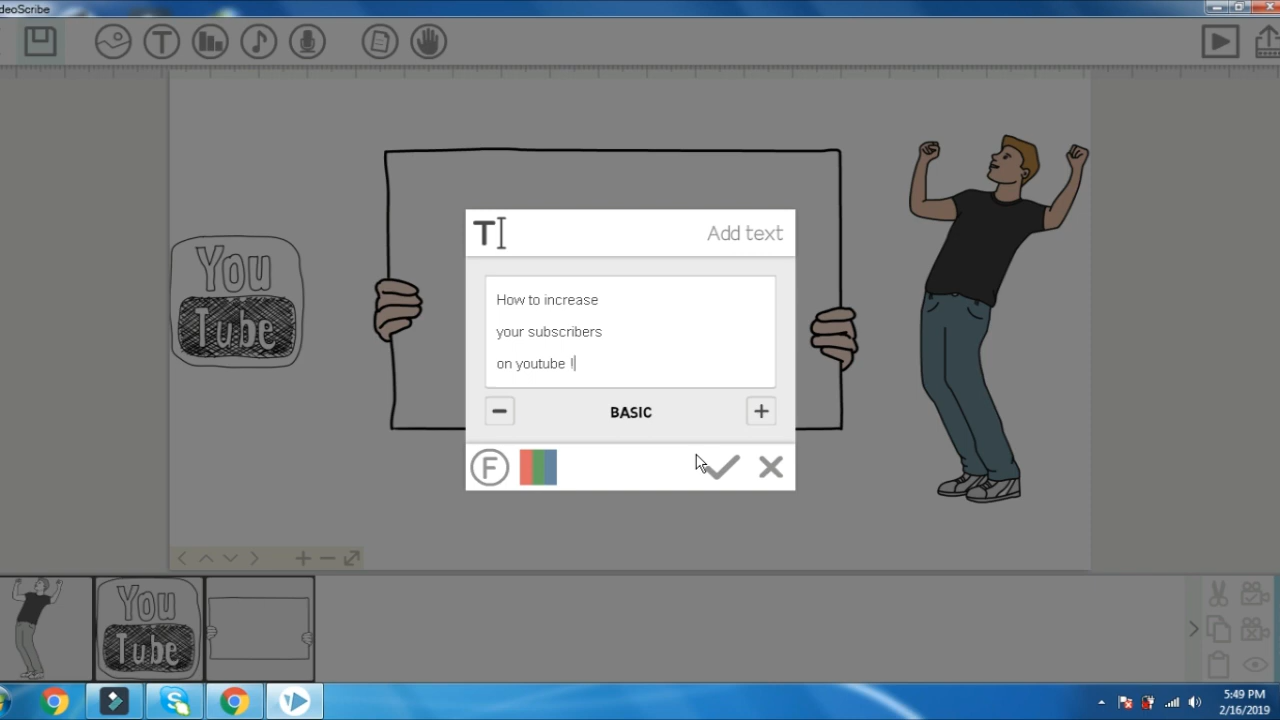 deoScribe
T
You
Tube
T
Add text
How to increase
your subscribers
on youtube !
BASIC
F
You
Tube
5:49 PM
2/16/2019